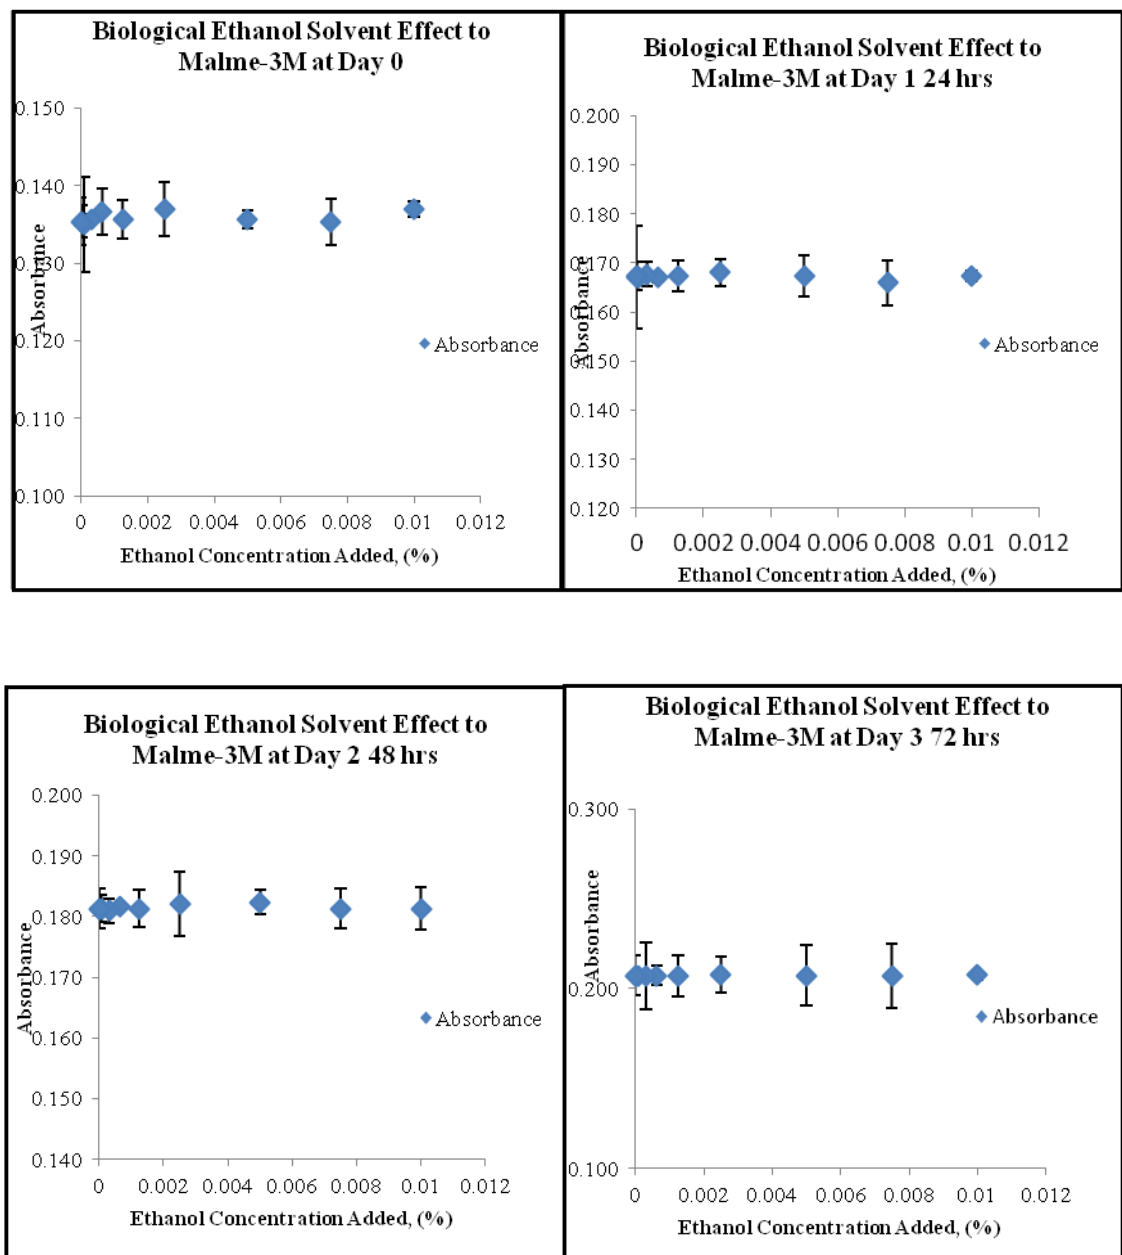 Biological Ethanol Solvent Effect to
Malme-3M at Day 0
0.150
0.140
0.130
0.120
0.110
0.100
Absorbance
Absorbance
0 0.002 0.004 0.006 0.008 0.01 0.012
Ethanol Concentration Added, (%)
Biological Ethanol Solvent Effect to
Malme-3M at Day 1 24 hrs
0.200
0.190
0.180
0.170
0.160
0.150
0.140
0.130
0.120
Absorbance
Absorbance
0 0.002 0.004 0.006 0.008 0.01 0.012
Ethanol Concentration Added, (%)
Biological Ethanol Solvent Effect to
Malme-3M at Day 2 48 hrs
0.200
0.190
0.180
0.170
0.160
0.150
0.140
Absorbance
Absorbance
0 0.002 0.004 0.006 0.008 0.01 0.012
Ethanol Concentration Added, (%)
Biological Ethanol Solvent Effect to
Malme-3M at Day 3 72 hrs
0.300
0.200
0.100
Absorbance
Absorbance
0 0.002 0.004 0.006 0.008 0.01 0.012
Ethanol Concentration Added, (%)